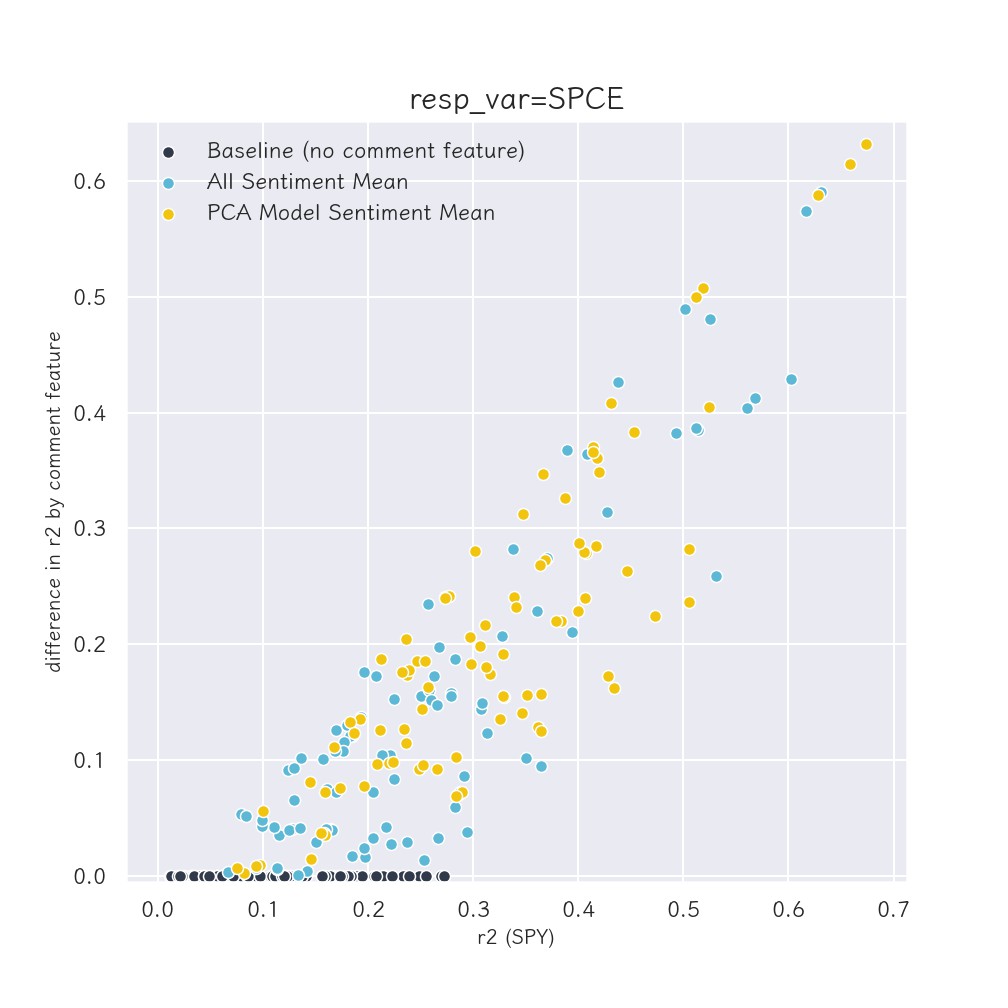 resp_var=SPCE
Baseline (no comment feature)
All Sentiment Mean
PCA Model Sentiment Mean
difference in r2 by comment feature
0.6
0.5
0.4
0.3
0.2
0.1
0.0
0.0 0.1 0.2 0.3 0.4 0.5 0.6 0.7
r2 (SPY)